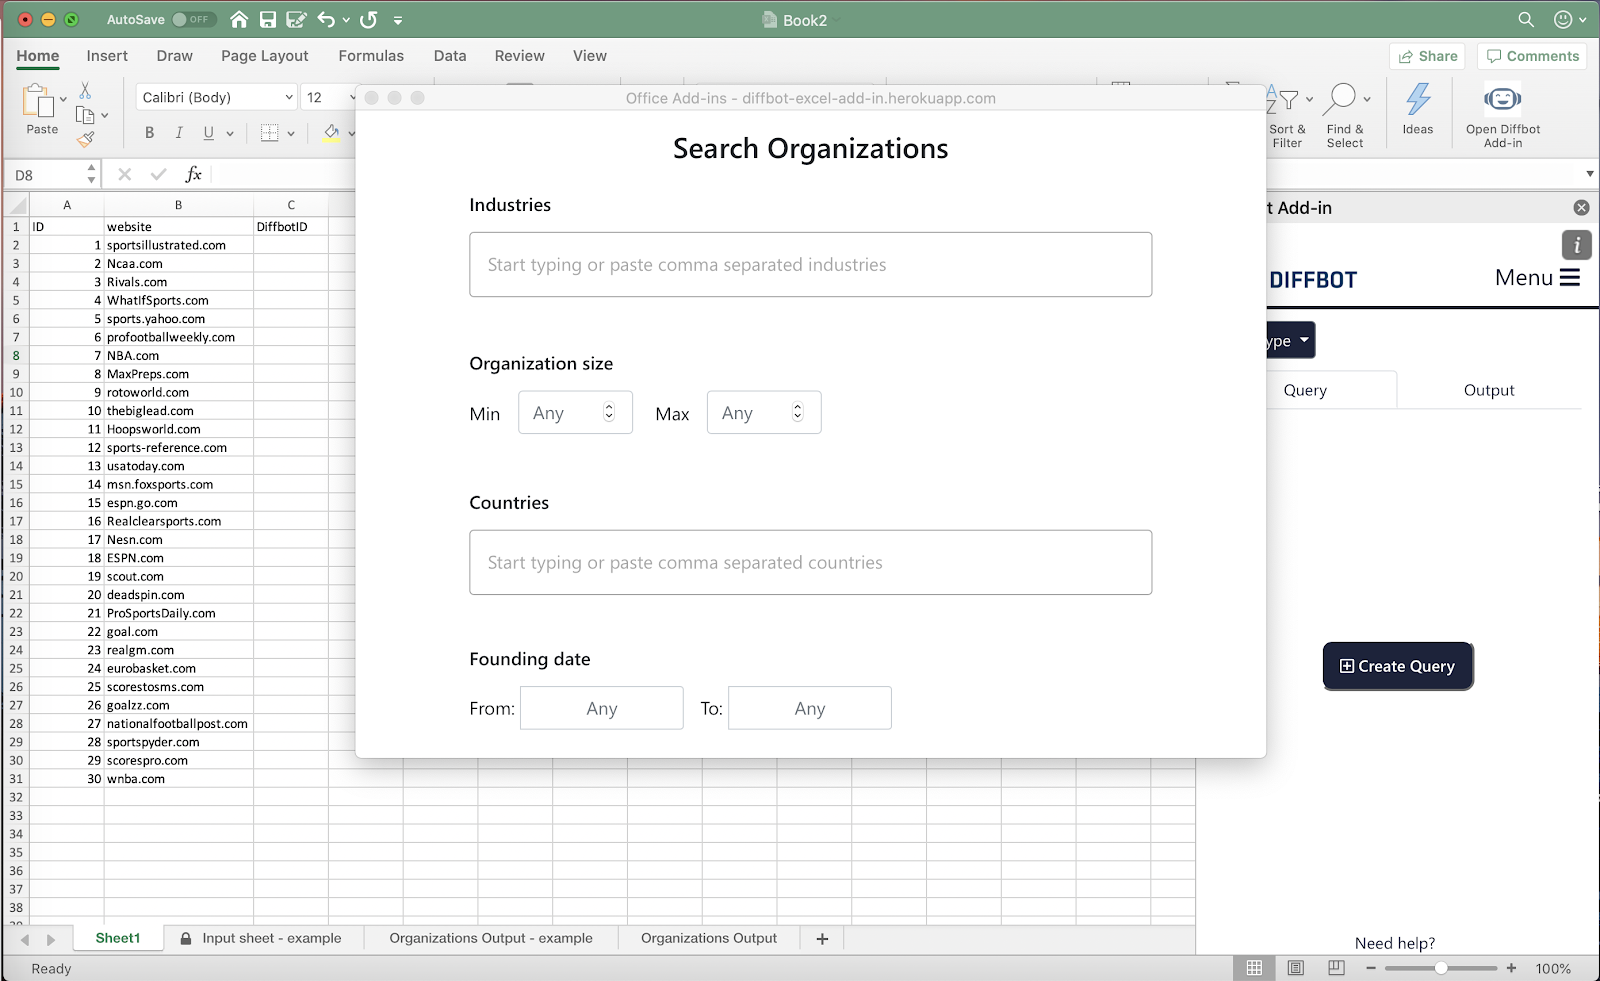 AutoSave OFF
Book2
Home Insert Draw Page Layout Formulas Data Review View
Share Comments
Paste
Calibri (Body) 12
B I U
Sort & Filter
Find & Select
Ideas
Open Diffbot Add-in
D8 fx
Office Add-ins - diffbot-excel-add-in.herokuapp.com
Search Organizations
Industries
Start typing or paste comma separated industries
Organization size
Min Any Max Any
Countries
Start typing or paste comma separated countries
Founding date
From: Any To: Any
t Add-in
i
DIFFBOT
Menu
ype
Query Output
Create Query
Need help?
A B C
1 ID website DiffbotID
2 1 sportsillustrated.com
3 2 Ncaa.com
4 3 Rivals.com
5 4 WhatIfSports.com
6 5 sports.yahoo.com
7 6 profootballweekly.com
8 7 NBA.com
9 8 MaxPreps.com
10 9 rotoworld.com
11 10 thebiglead.com
12 11 Hoopsworld.com
13 12 sports-reference.com
14 13 usatoday.com
15 14 msn.foxsports.com
16 15 espn.go.com
17 16 Realclearsports.com
18 17 Nesn.com
19 18 ESPN.com
20 19 scout.com
21 20 deadspin.com
22 21 ProSportsDaily.com
23 22 goal.com
24 23 realgm.com
25 24 eurobasket.com
26 25 scorestosms.com
27 26 goalzz.com
28 27 nationalfootballpost.com
29 28 sportspyder.com
30 29 scorespro.com
31 30 wnba.com
32
33
34
35
36
37
38
Sheet1 Input sheet - example Organizations Output - example Organizations Output
Ready 100%